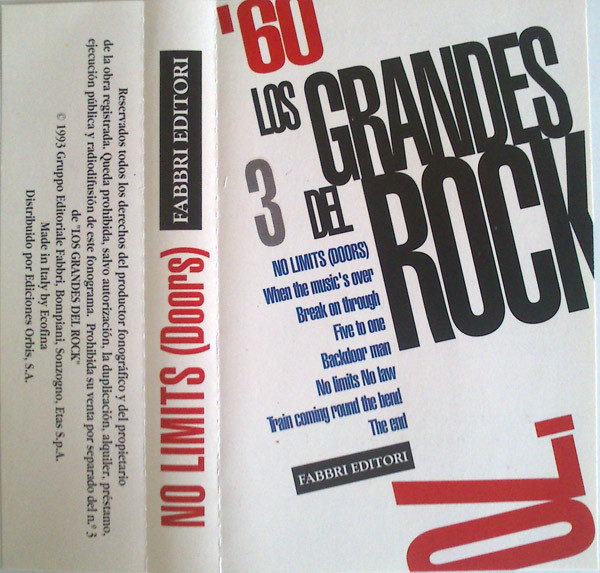 Reservados todos los derechos del productor fonográfico y del propietario
de la obra registrada. Queda prohibida, salvo autorización, la duplicación, alquiler, préstamo,
ejecución pública y radiodifusión de este fonograma. Prohibida su venta por separado del n.º 3
de "LOS GRANDES DEL ROCK"
© 1993 Gruppo Editoriale Fabbri, Bompiani, Sonzogno, Etas S.p.A.
Made in Italy by Ecofina
Distribuido por Ediciones Orbis, S.A.
NO LIMITS (DOORS) FABBRI EDITORI
'60
LOS GRANDES
3 DEL ROCK
NO LIMITS (DOORS)
When the music's over
Break on through
Five to one
Backdoor man
No limits No law
Train coming round the bend
The end
FABBRI EDITORI
'70